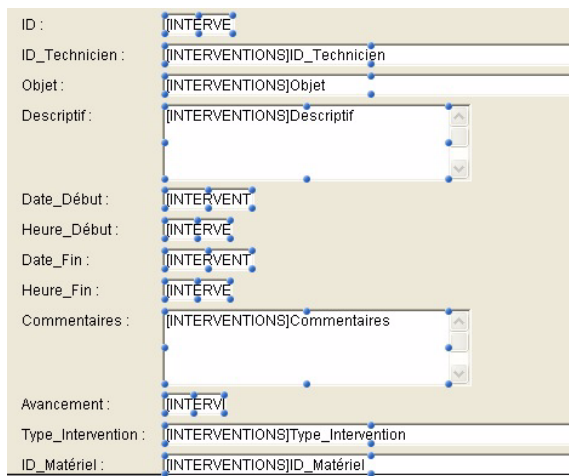 ID : [INTERVE
ID_Technicien : [INTERVENTIONS]ID_Technicien
Objet : [INTERVENTIONS]Objet
Descriptif : [INTERVENTIONS]Descriptif
Date_Début : [INTERVENT
Heure_Début : [INTERVE
Date_Fin : [INTERVENT
Heure_Fin : [INTERVE
Commentaires : [INTERVENTIONS]Commentaires
Avancement : [INTERVI
Type_Intervention : [INTERVENTIONS]Type_Intervention
ID_Matériel : [INTERVENTIONS]ID_Matériel